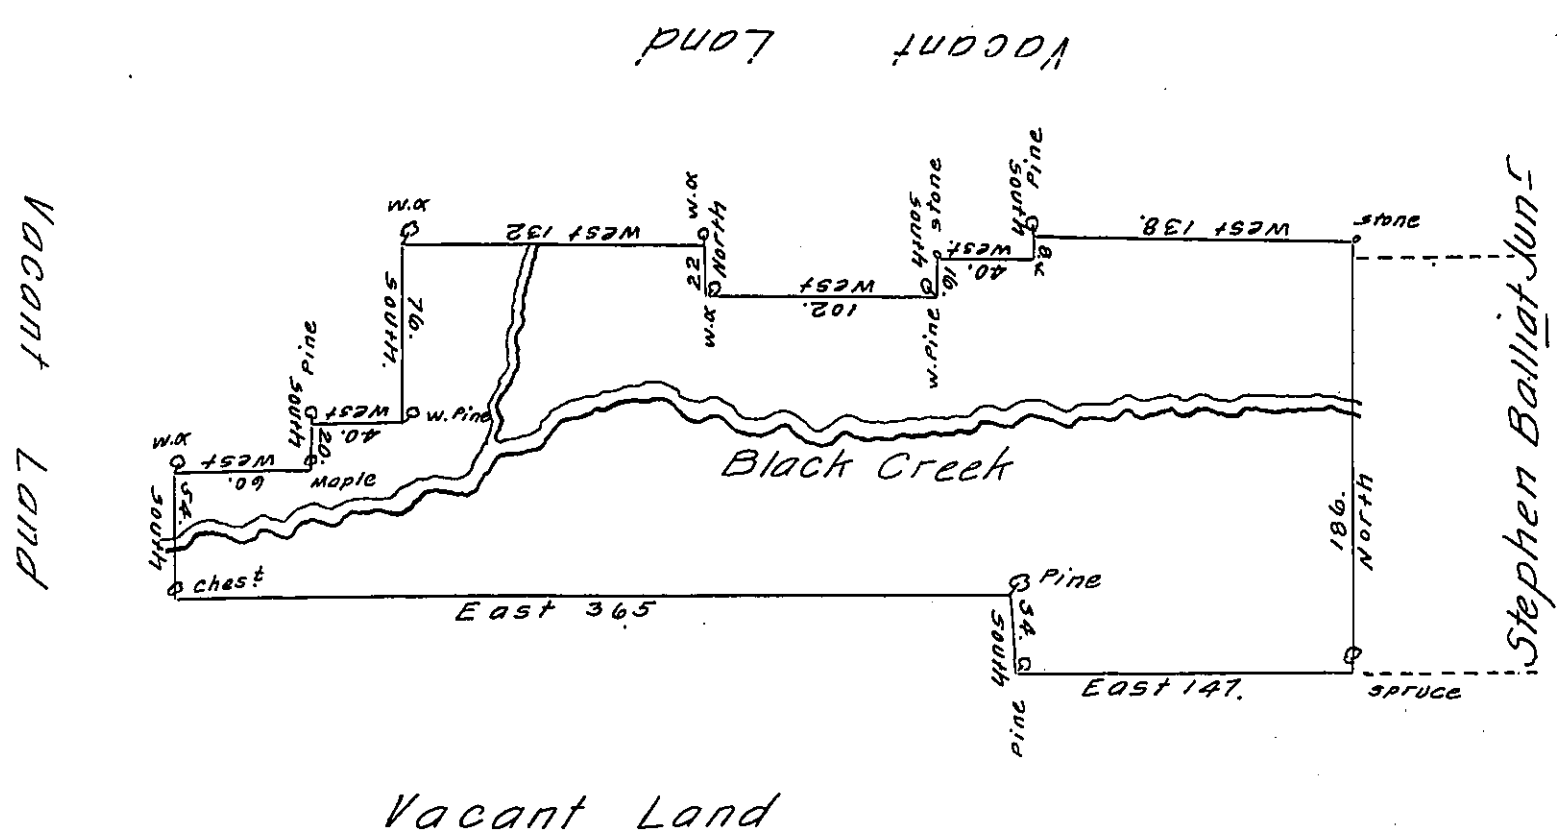 Vacant Land
Stephen Balliat Jun.r
Vacant Land
Vacant Land
Black Creek
stone
West 138.
South Pine
8.
West
40.
South stone
16.
W. Pine
West
102.
W.O
22 North
W.O
West 132
W.O
South.
76.
W. Pine
West
40.
South Pine
20.
Maple
West
60.
W.O
South
54.
Ches.t
East 365
Pine
34.
South
Pine
East 147.
spruce
186.
North